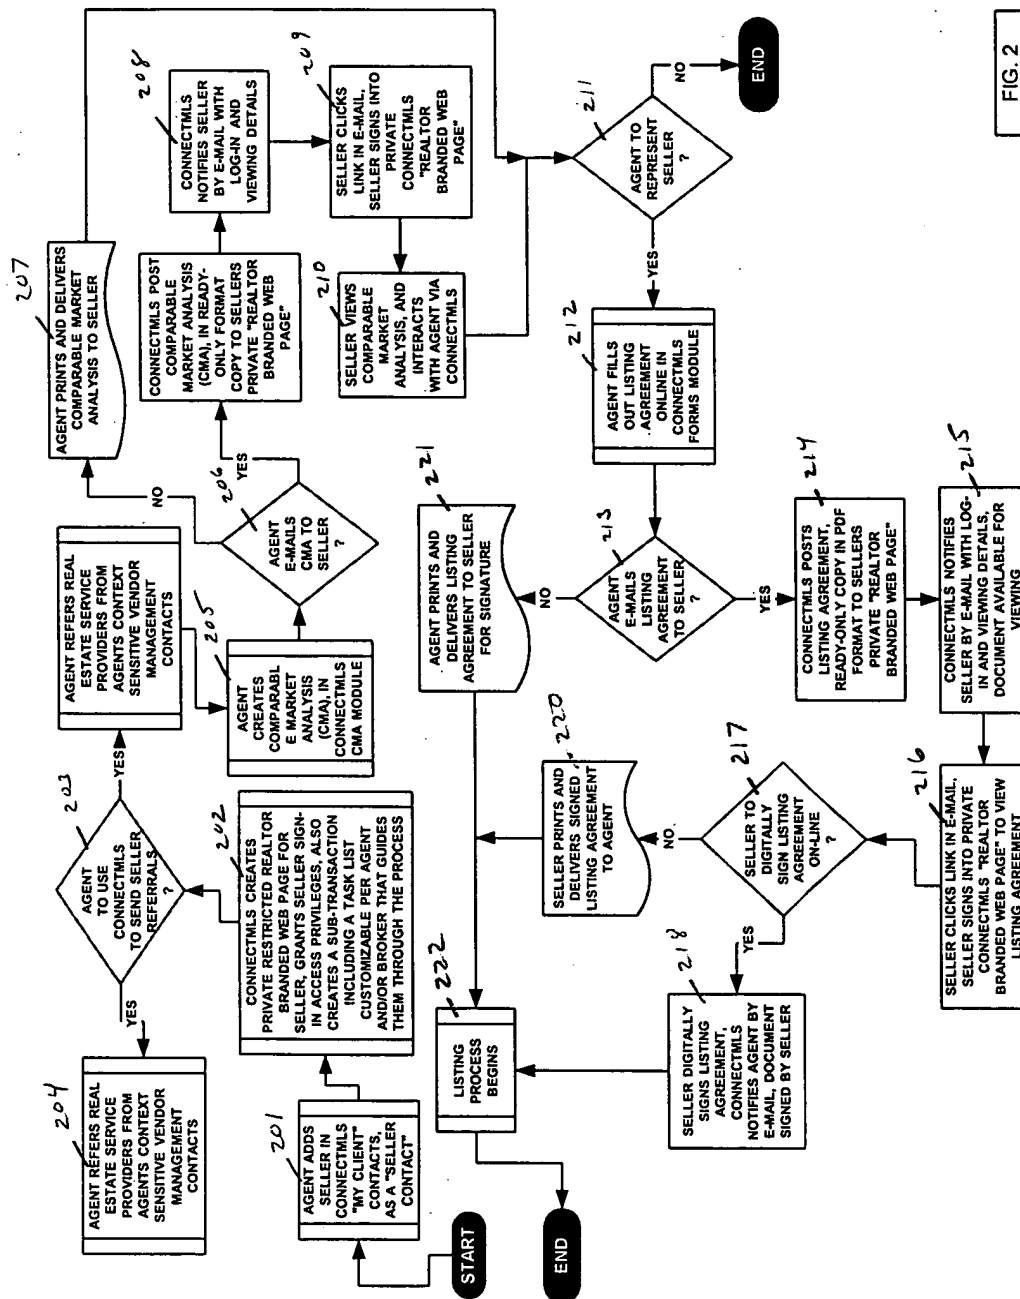 START
201
AGENT ADDS
SELLER IN
CONNECTMLS
"MY CLIENT"
CONTACTS,
AS A "SELLER
CONTACT"
202
CONNECTMLS CREATES
PRIVATE RESTRICTED REALTOR
BRANDED WEB PAGE FOR
SELLER, GRANTS SELLER SIGN-
IN ACCESS PRIVILEGES, ALSO
CREATES A SUB-TRANSACTION
INCLUDING A TASK LIST
CUSTOMIZABLE PER AGENT
AND/OR BROKER THAT GUIDES
THEM THROUGH THE PROCESS
203
AGENT
TO USE
CONNECTMLS
TO SEND SELLER
REFERRALS
?
YES
204
AGENT REFERS REAL
ESTATE SERVICE
PROVIDERS FROM
AGENTS CONTEXT
SENSITIVE VENDOR
MANAGEMENT
CONTACTS
YES
AGENT REFERS REAL
ESTATE SERVICE
PROVIDERS FROM
AGENTS CONTEXT
SENSITIVE VENDOR
MANAGEMENT
CONTACTS
205
AGENT
CREATES
COMPARABL
E MARKET
ANALYSIS
(CMA), IN
CONNECTMLS
CMA MODULE
206
AGENT
E-MAILS
CMA TO
SELLER
?
NO
207
AGENT PRINTS AND DELIVERS
COMPARABLE MARKET
ANALYSIS TO SELLER
YES
CONNECTMLS POST
COMPARABLE
MARKET ANALYSIS
(CMA), IN READY-
ONLY FORMAT
COPY TO SELLERS
PRIVATE "REALTOR
BRANDED WEB
PAGE"
208
CONNECTMLS
NOTIFIES SELLER
BY E-MAIL WITH
LOG-IN AND
VIEWING DETAILS
209
SELLER CLICKS
LINK IN E-MAIL,
SELLER SIGNS INTO
PRIVATE
CONNECTMLS
"REALTOR
BRANDED WEB
PAGE"
210
SELLER VIEWS
COMPARABLE
MARKET
ANALYSIS, AND
INTERACTS
WITH AGENT VIA
CONNECTMLS
211
AGENT TO
REPRESENT
SELLER
?
NO
END
YES
212
AGENT FILLS
OUT LISTING
AGREEMENT
ONLINE IN
CONNECTMLS
FORMS MODULE
213
AGENT
E-MAILS
LISTING
AGREEMENT
TO SELLER
?
NO
221
AGENT PRINTS AND
DELIVERS LISTING
AGREEMENT TO SELLER
FOR SIGNATURE
YES
214
CONNECTMLS POSTS
LISTING AGREEMENT,
READY-ONLY COPY IN PDF
FORMAT TO SELLERS
PRIVATE "REALTOR
BRANDED WEB PAGE"
215
CONNECTMLS NOTIFIES
SELLER BY E-MAIL WITH LOG-
IN AND VIEWING DETAILS,
DOCUMENT AVAILABLE FOR
VIEWING
216
SELLER CLICKS LINK IN E-MAIL,
SELLER SIGNS INTO PRIVATE
CONNECTMLS "REALTOR
BRANDED WEB PAGE" TO VIEW
LISTING AGREEMENT
217
SELLER TO
DIGITALLY
SIGN LISTING
AGREEMENT
ON-LINE
?
NO
220
SELLER PRINTS AND
DELIVERS SIGNED
LISTING AGREEMENT
TO AGENT
YES
218
SELLER DIGITALLY
SIGNS LISTING
AGREEMENT,
CONNECTMLS
NOTIFIES AGENT BY
E-MAIL, DOCUMENT
SIGNED BY SELLER
222
LISTING
PROCESS
BEGINS
END
FIG. 2